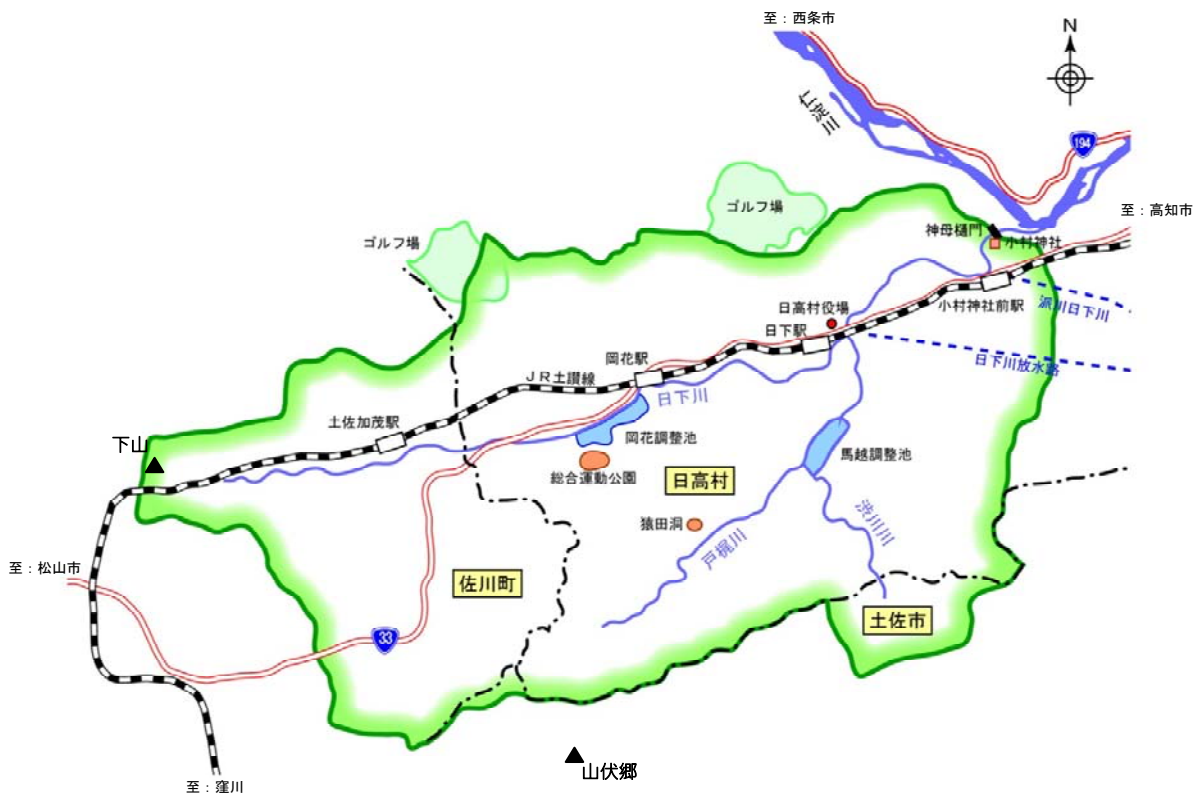 至：西条市
N
仁淀川
194
至：高知市
ゴルフ場
神母樋門
小村神社
ゴルフ場
日高村役場
小村神社前駅
派川日下川
日下駅
岡花駅
日下川放水路
JR土讃線
日下川
土佐加茂駅
岡花調整池
下山
馬越調整池
総合運動公園
日高村
猿田洞
渋川川
戸梶川
至：松山市
佐川町
土佐市
33
山伏郷
至：窪川